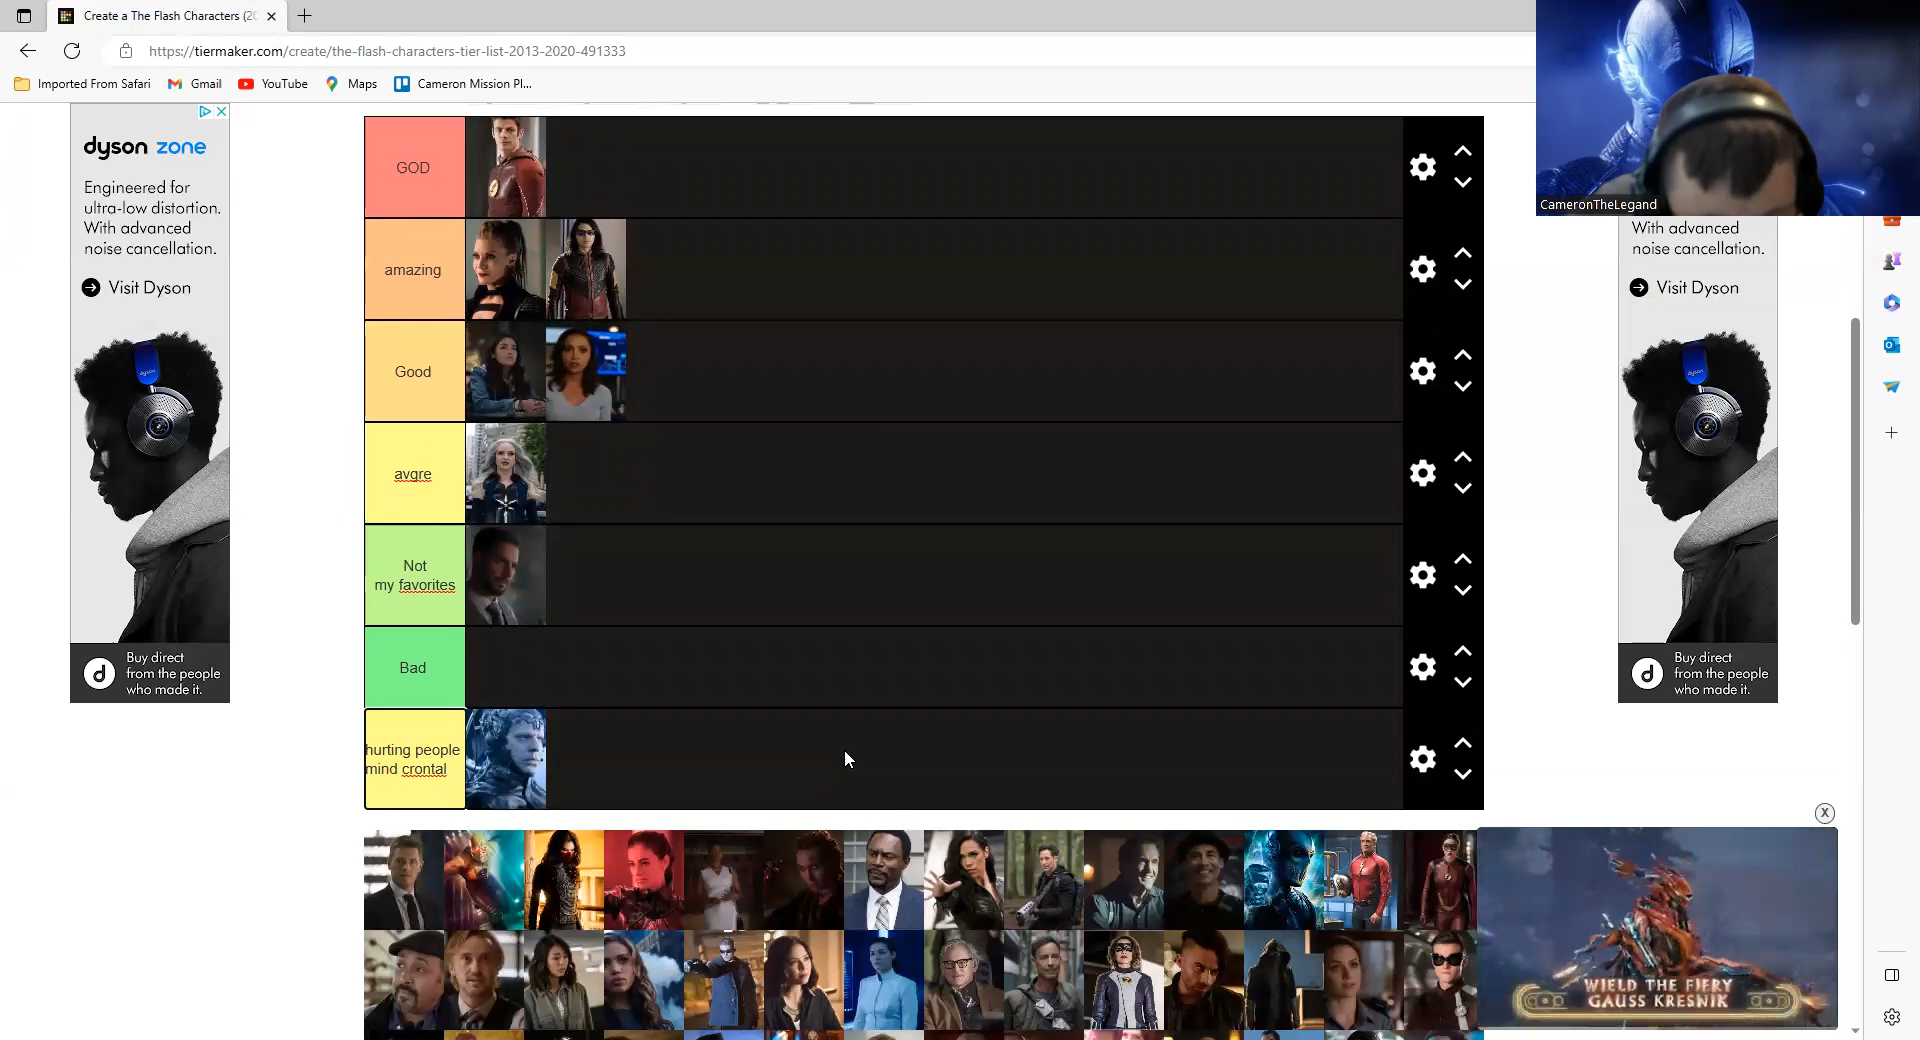 Create a The Flash Characters (20
https://tiermaker.com/create/the-flash-characters-tier-list-2013-2020-491333
Imported From Safari
Gmail
YouTube
Maps
Cameron Mission Pl...
CameronTheLegand
dyson zone
Engineered for
ultra-low distortion.
With advanced
noise cancellation.
Visit Dyson
Buy direct
from the people
who made it.
GOD
amazing
Good
avgre
Not
my favorites
Bad
hurting people
mind crontal
With advanced
noise cancellation.
Visit Dyson
Buy direct
from the people
who made it.
X
WIELD THE FIERY
GAUSS KRESNIK